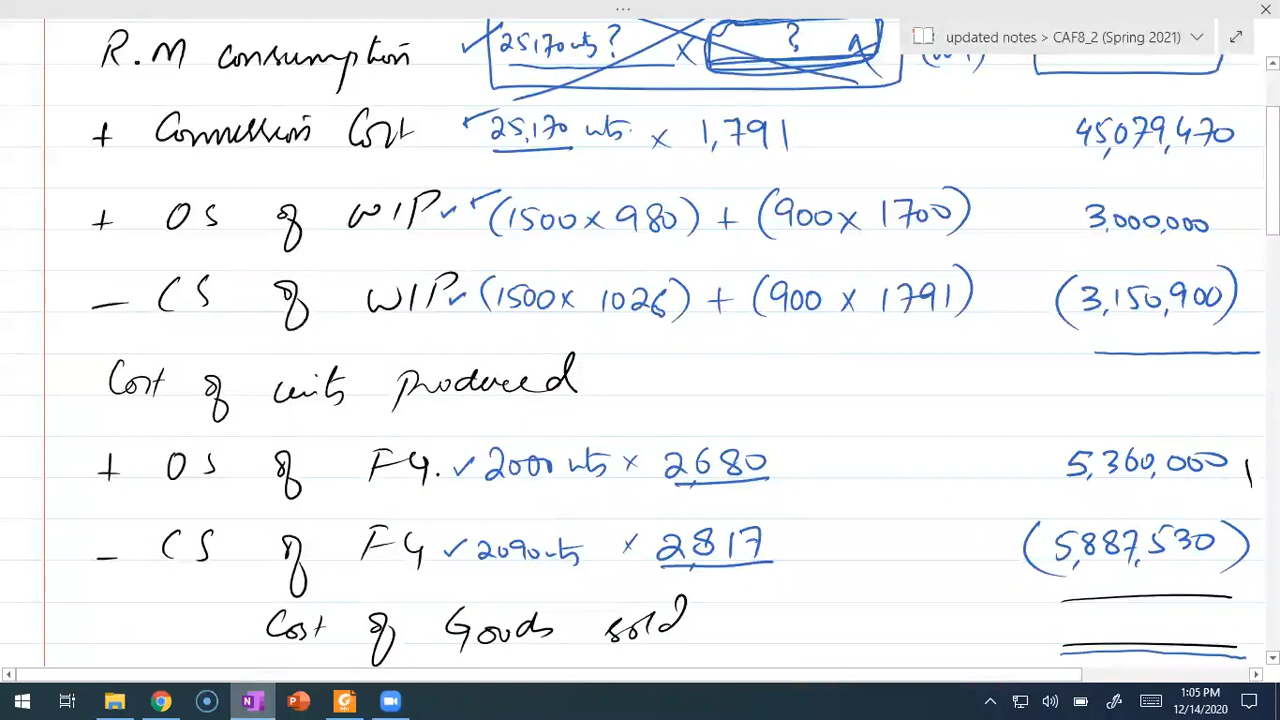 updated notes > CAF8_2 (Spring 2021)
R.M consumption 25,170 uts ? x ?
+ Conversion Cost 25,170 uts. x 1,791 45,079,470
+ OS of WIP (1500 x 980) + (900 x 1700) 3,000,000
- CS of WIP (1500 x 1026) + (900 x 1791) (3,150,900)
Cost of units produced
+ OS of FG. 2000 uts x 2680 5,360,000
- CS of FG 2090 uts x 2,817 (5,887,530)
Cost of Goods sold
1:05 PM
12/14/2020